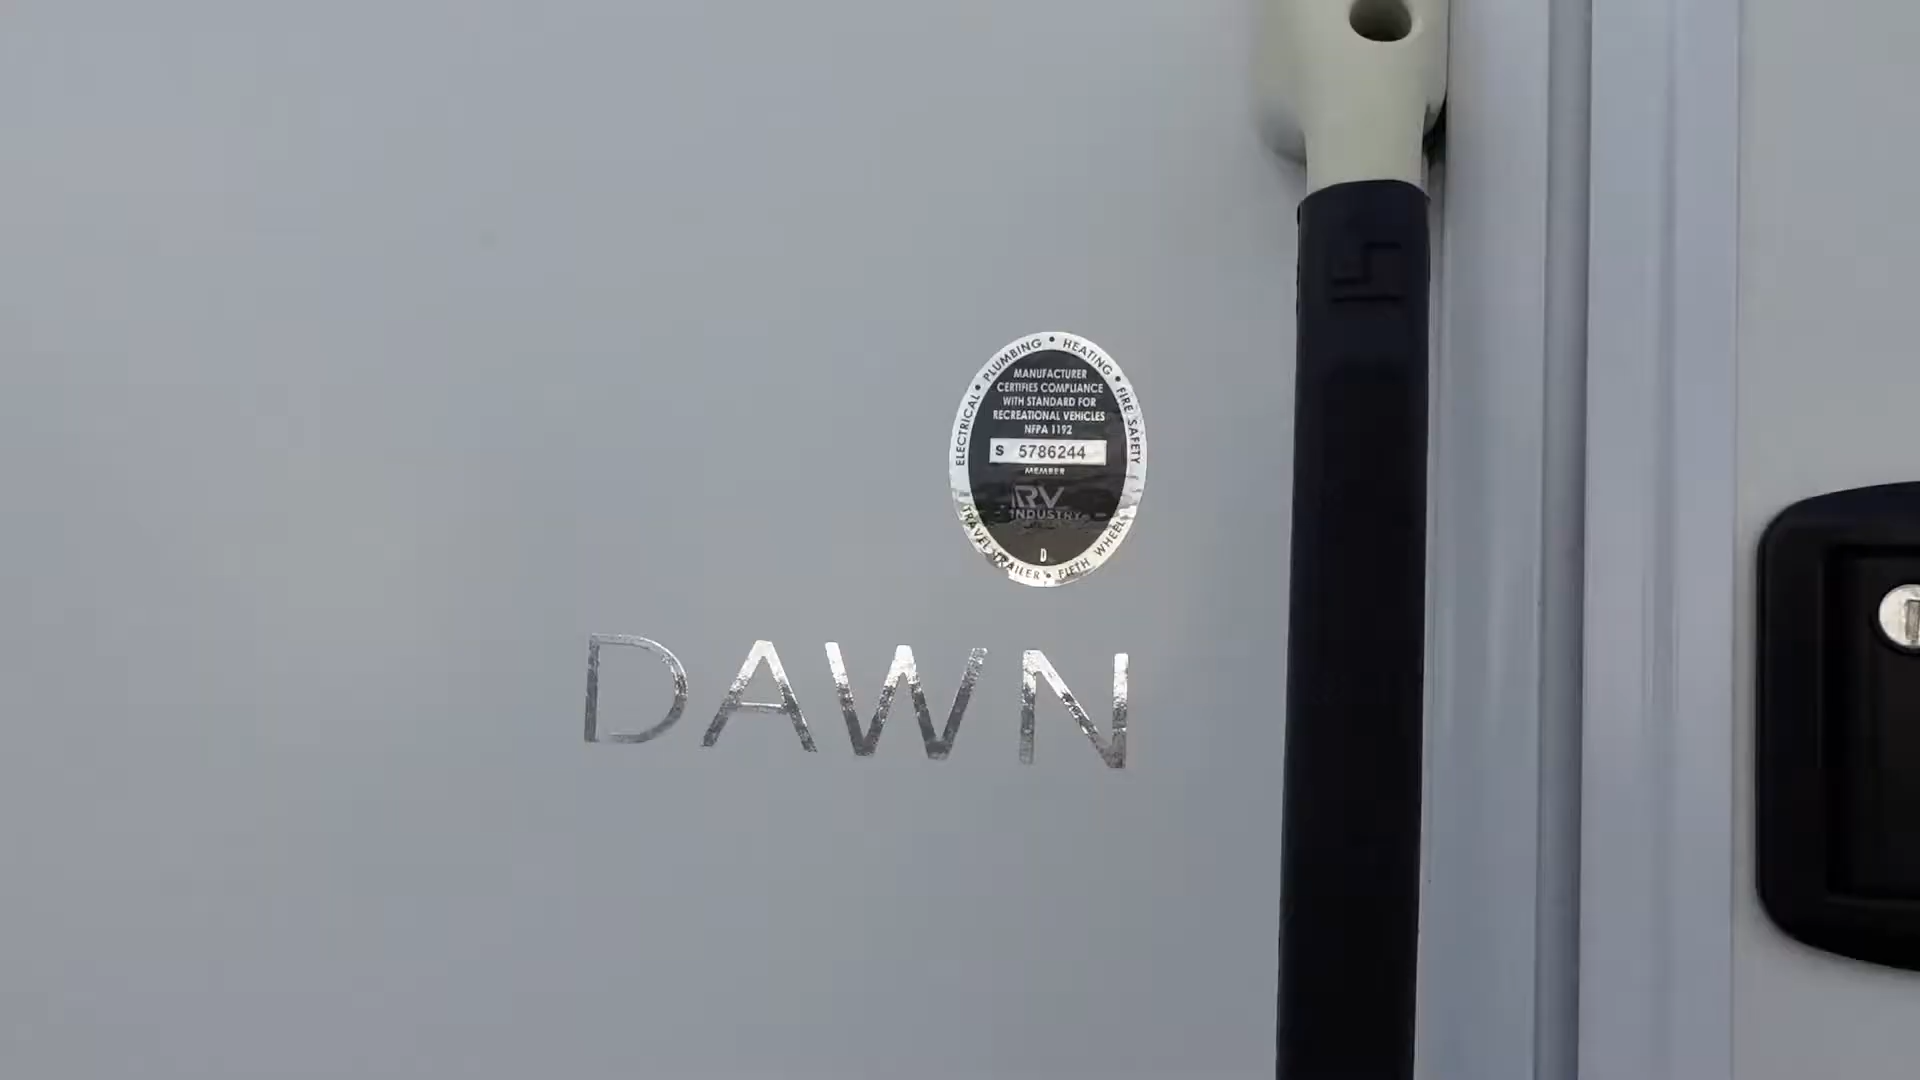 ELECTRICAL • PLUMBING • HEATING • FIRE SAFETY
MANUFACTURER
CERTIFIES COMPLIANCE
WITH STANDARD FOR
RECREATIONAL VEHICLES
NFPA 1192
S 5786244
MEMBER
RV
INDUSTRY
D
TRAVEL TRAILER • FIFTH WHEEL
DAWN